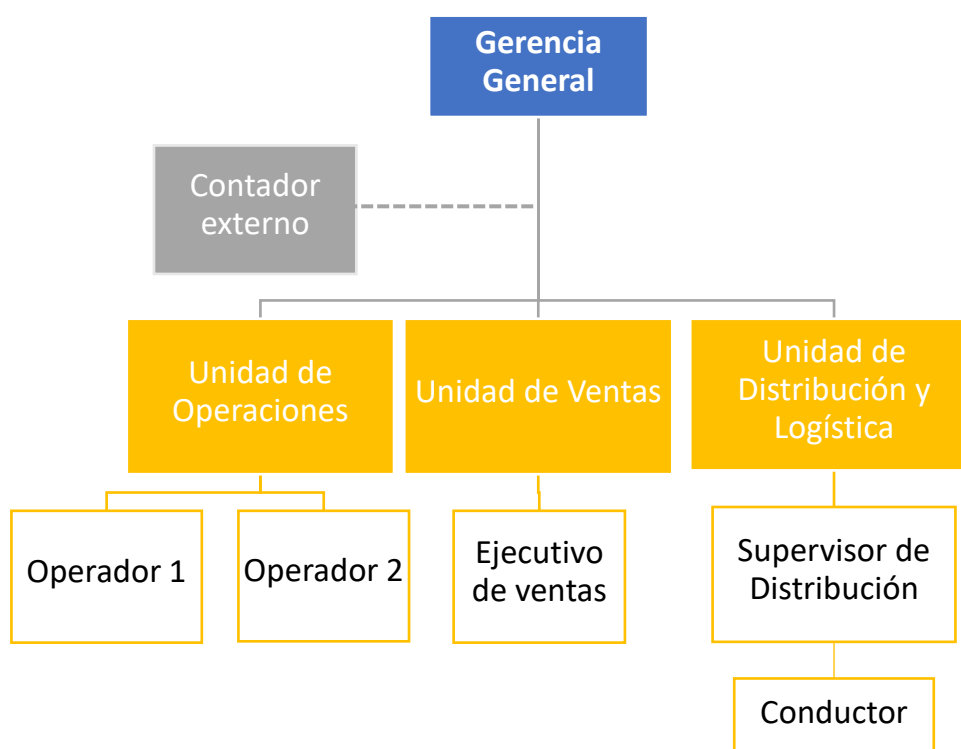 Gerencia
General
Contador
externo
Unidad de
Operaciones
Unidad de Ventas
Unidad de
Distribución y
Logística
Operador 1
Operador 2
Ejecutivo
de ventas
Supervisor de
Distribución
Conductor